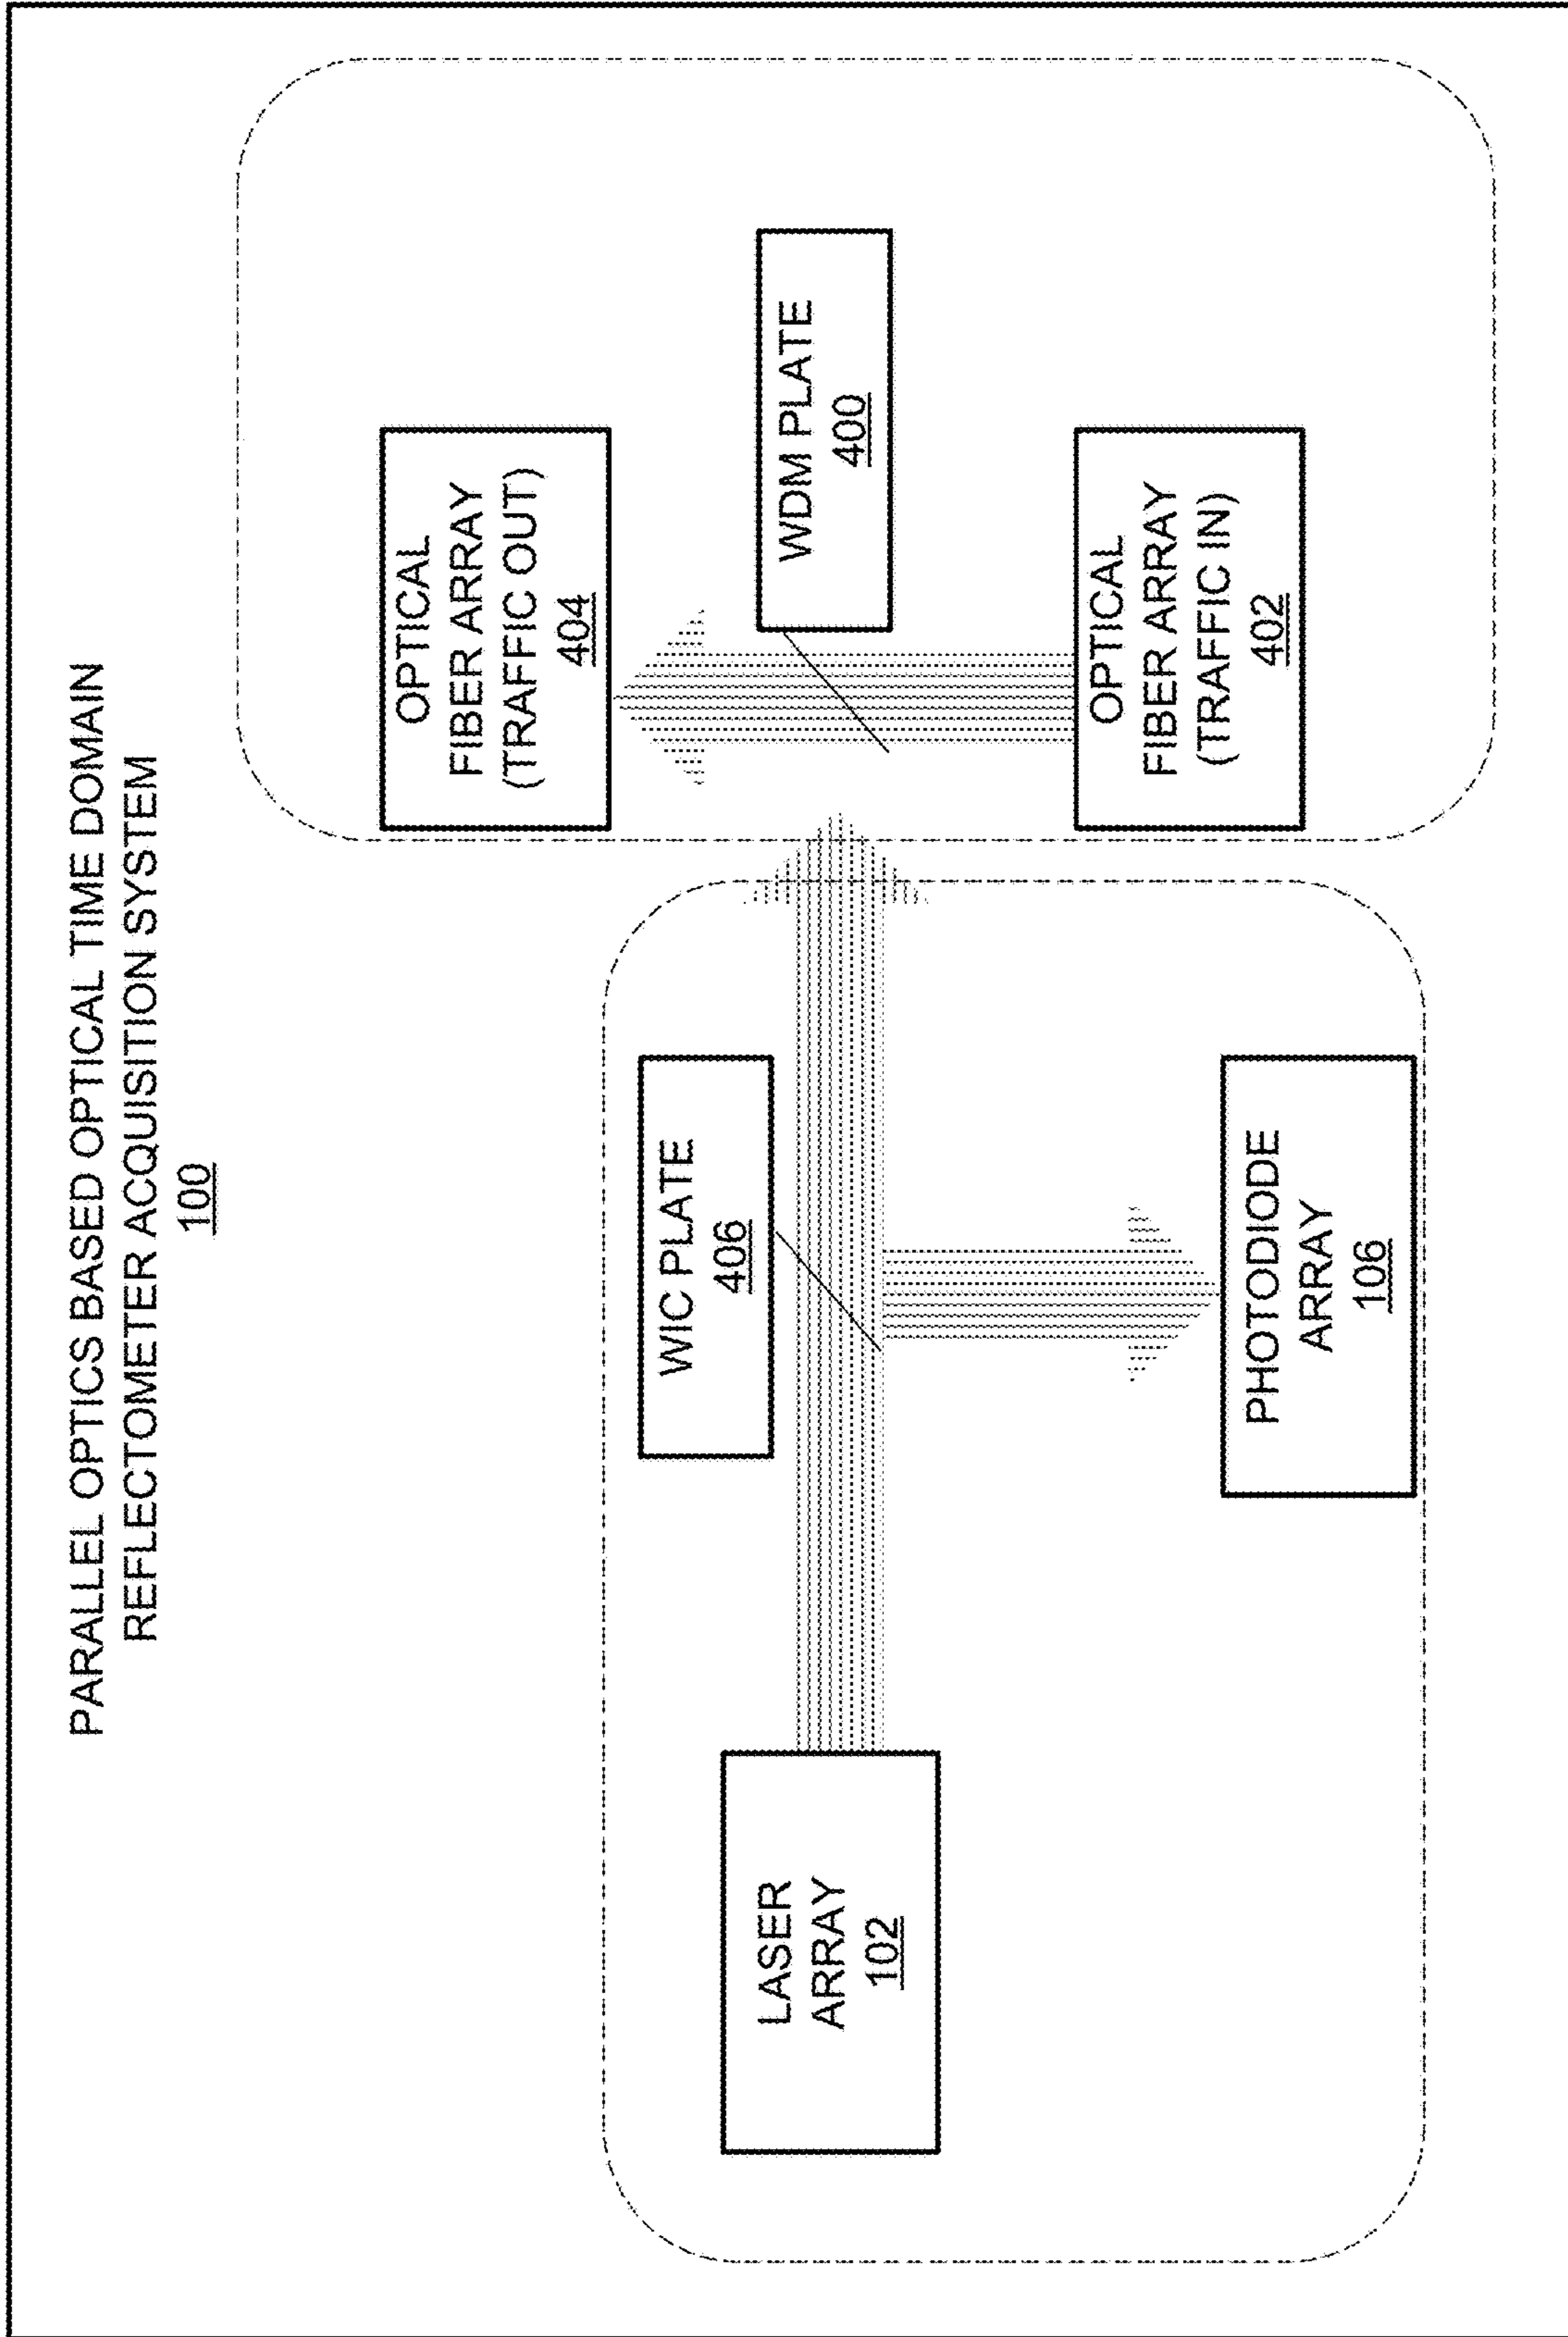 PARALLEL OPTICS BASED OPTICAL TIME DOMAIN
REFLECTOMETER ACQUISITION SYSTEM
100
OPTICAL
FIBER ARRAY
(TRAFFIC OUT)
404
WIC PLATE
406
WDM PLATE
400
LASER
ARRAY
102
OPTICAL
FIBER ARRAY
(TRAFFIC IN)
402
PHOTODIODE
ARRAY
106